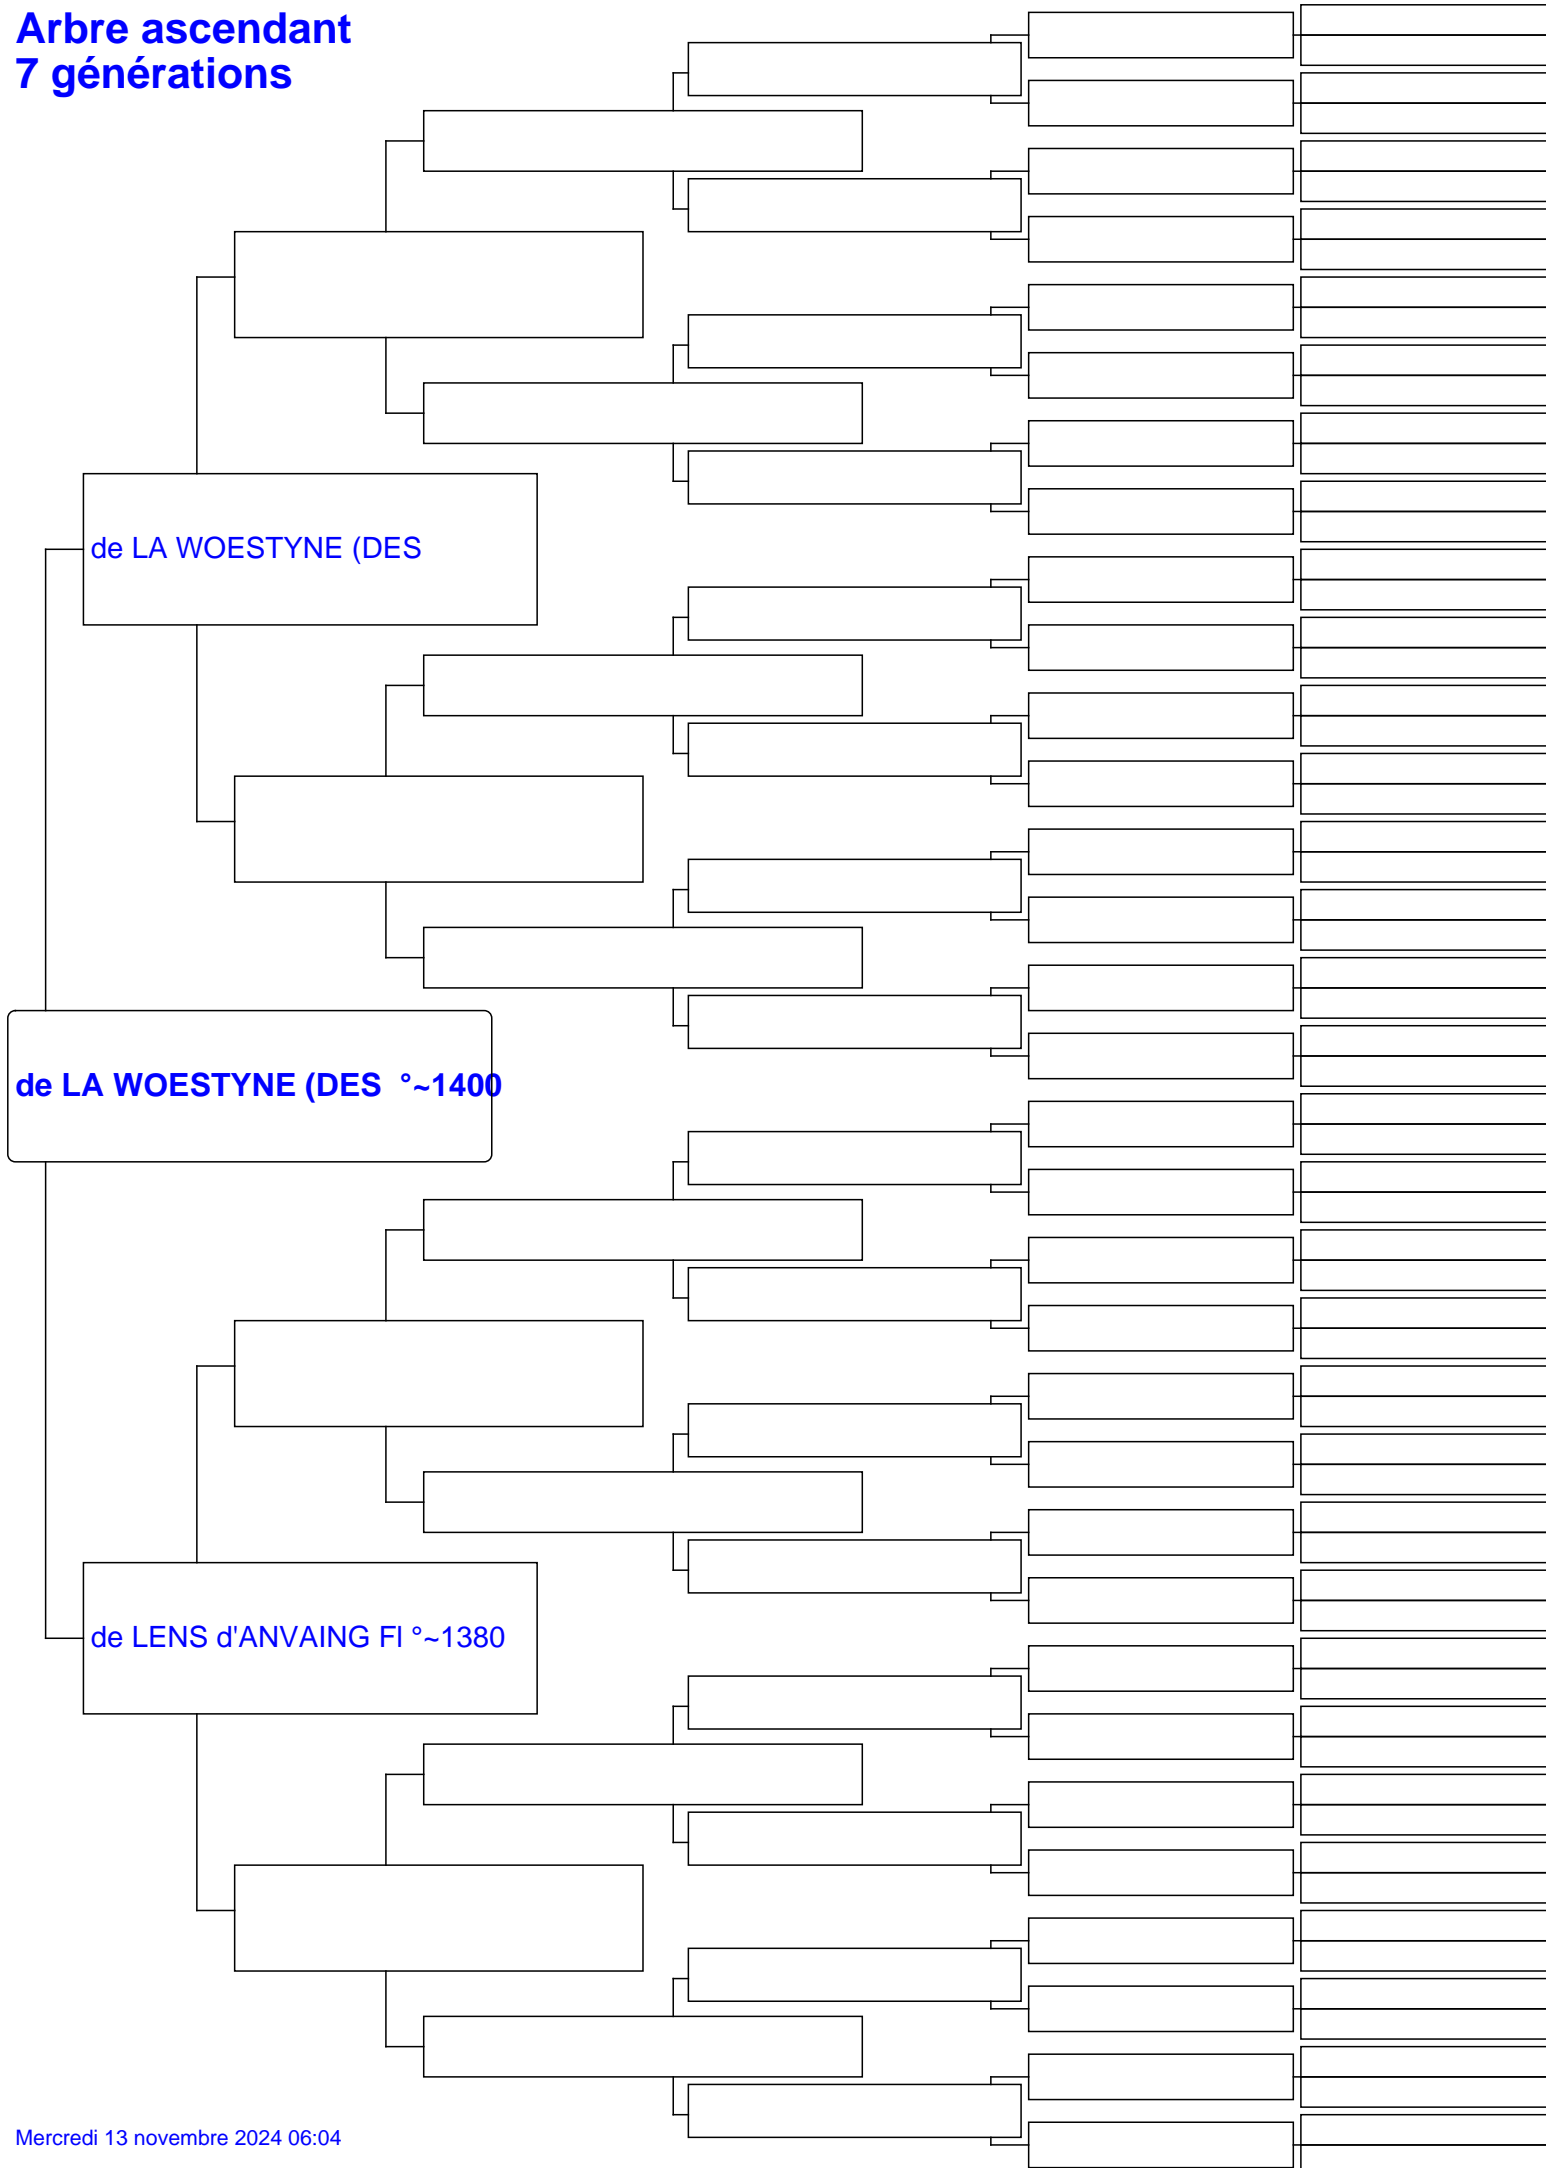 Arbre ascendant
7 générations
de LA WOESTYNE (DES
de LA WOESTYNE (DES °~1400
de LENS d'ANVAING Fl °~1380
Mercredi 13 novembre 2024 06:04